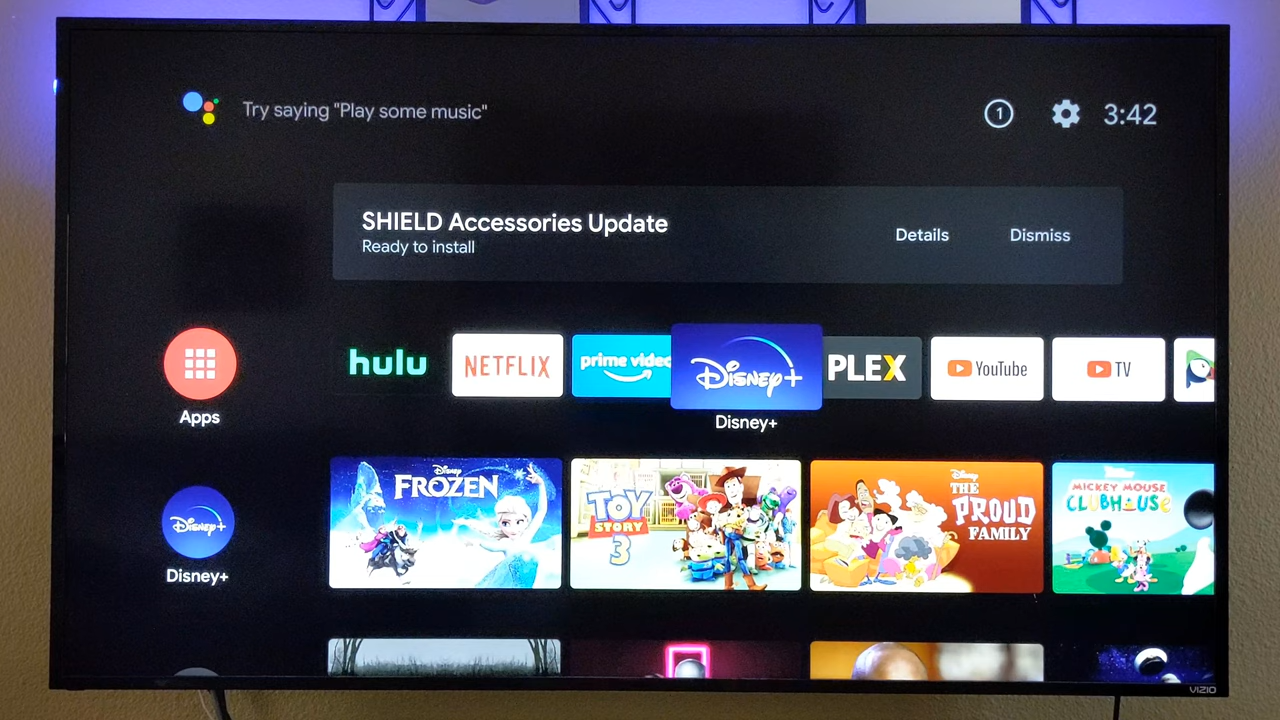 Try saying "Play some music"
1
3:42
SHIELD Accessories Update
Ready to install
Details
Dismiss
Apps
hulu
NETFLIX
prime video
Disney+
PLEX
YouTube
TV
Disney+
Disney+
Disney+
Disney
FROZEN
TOY
STORY
3
Disney
THE
PROUD
FAMILY
MICKEY MOUSE
CLUBHOUSE
VIZIO